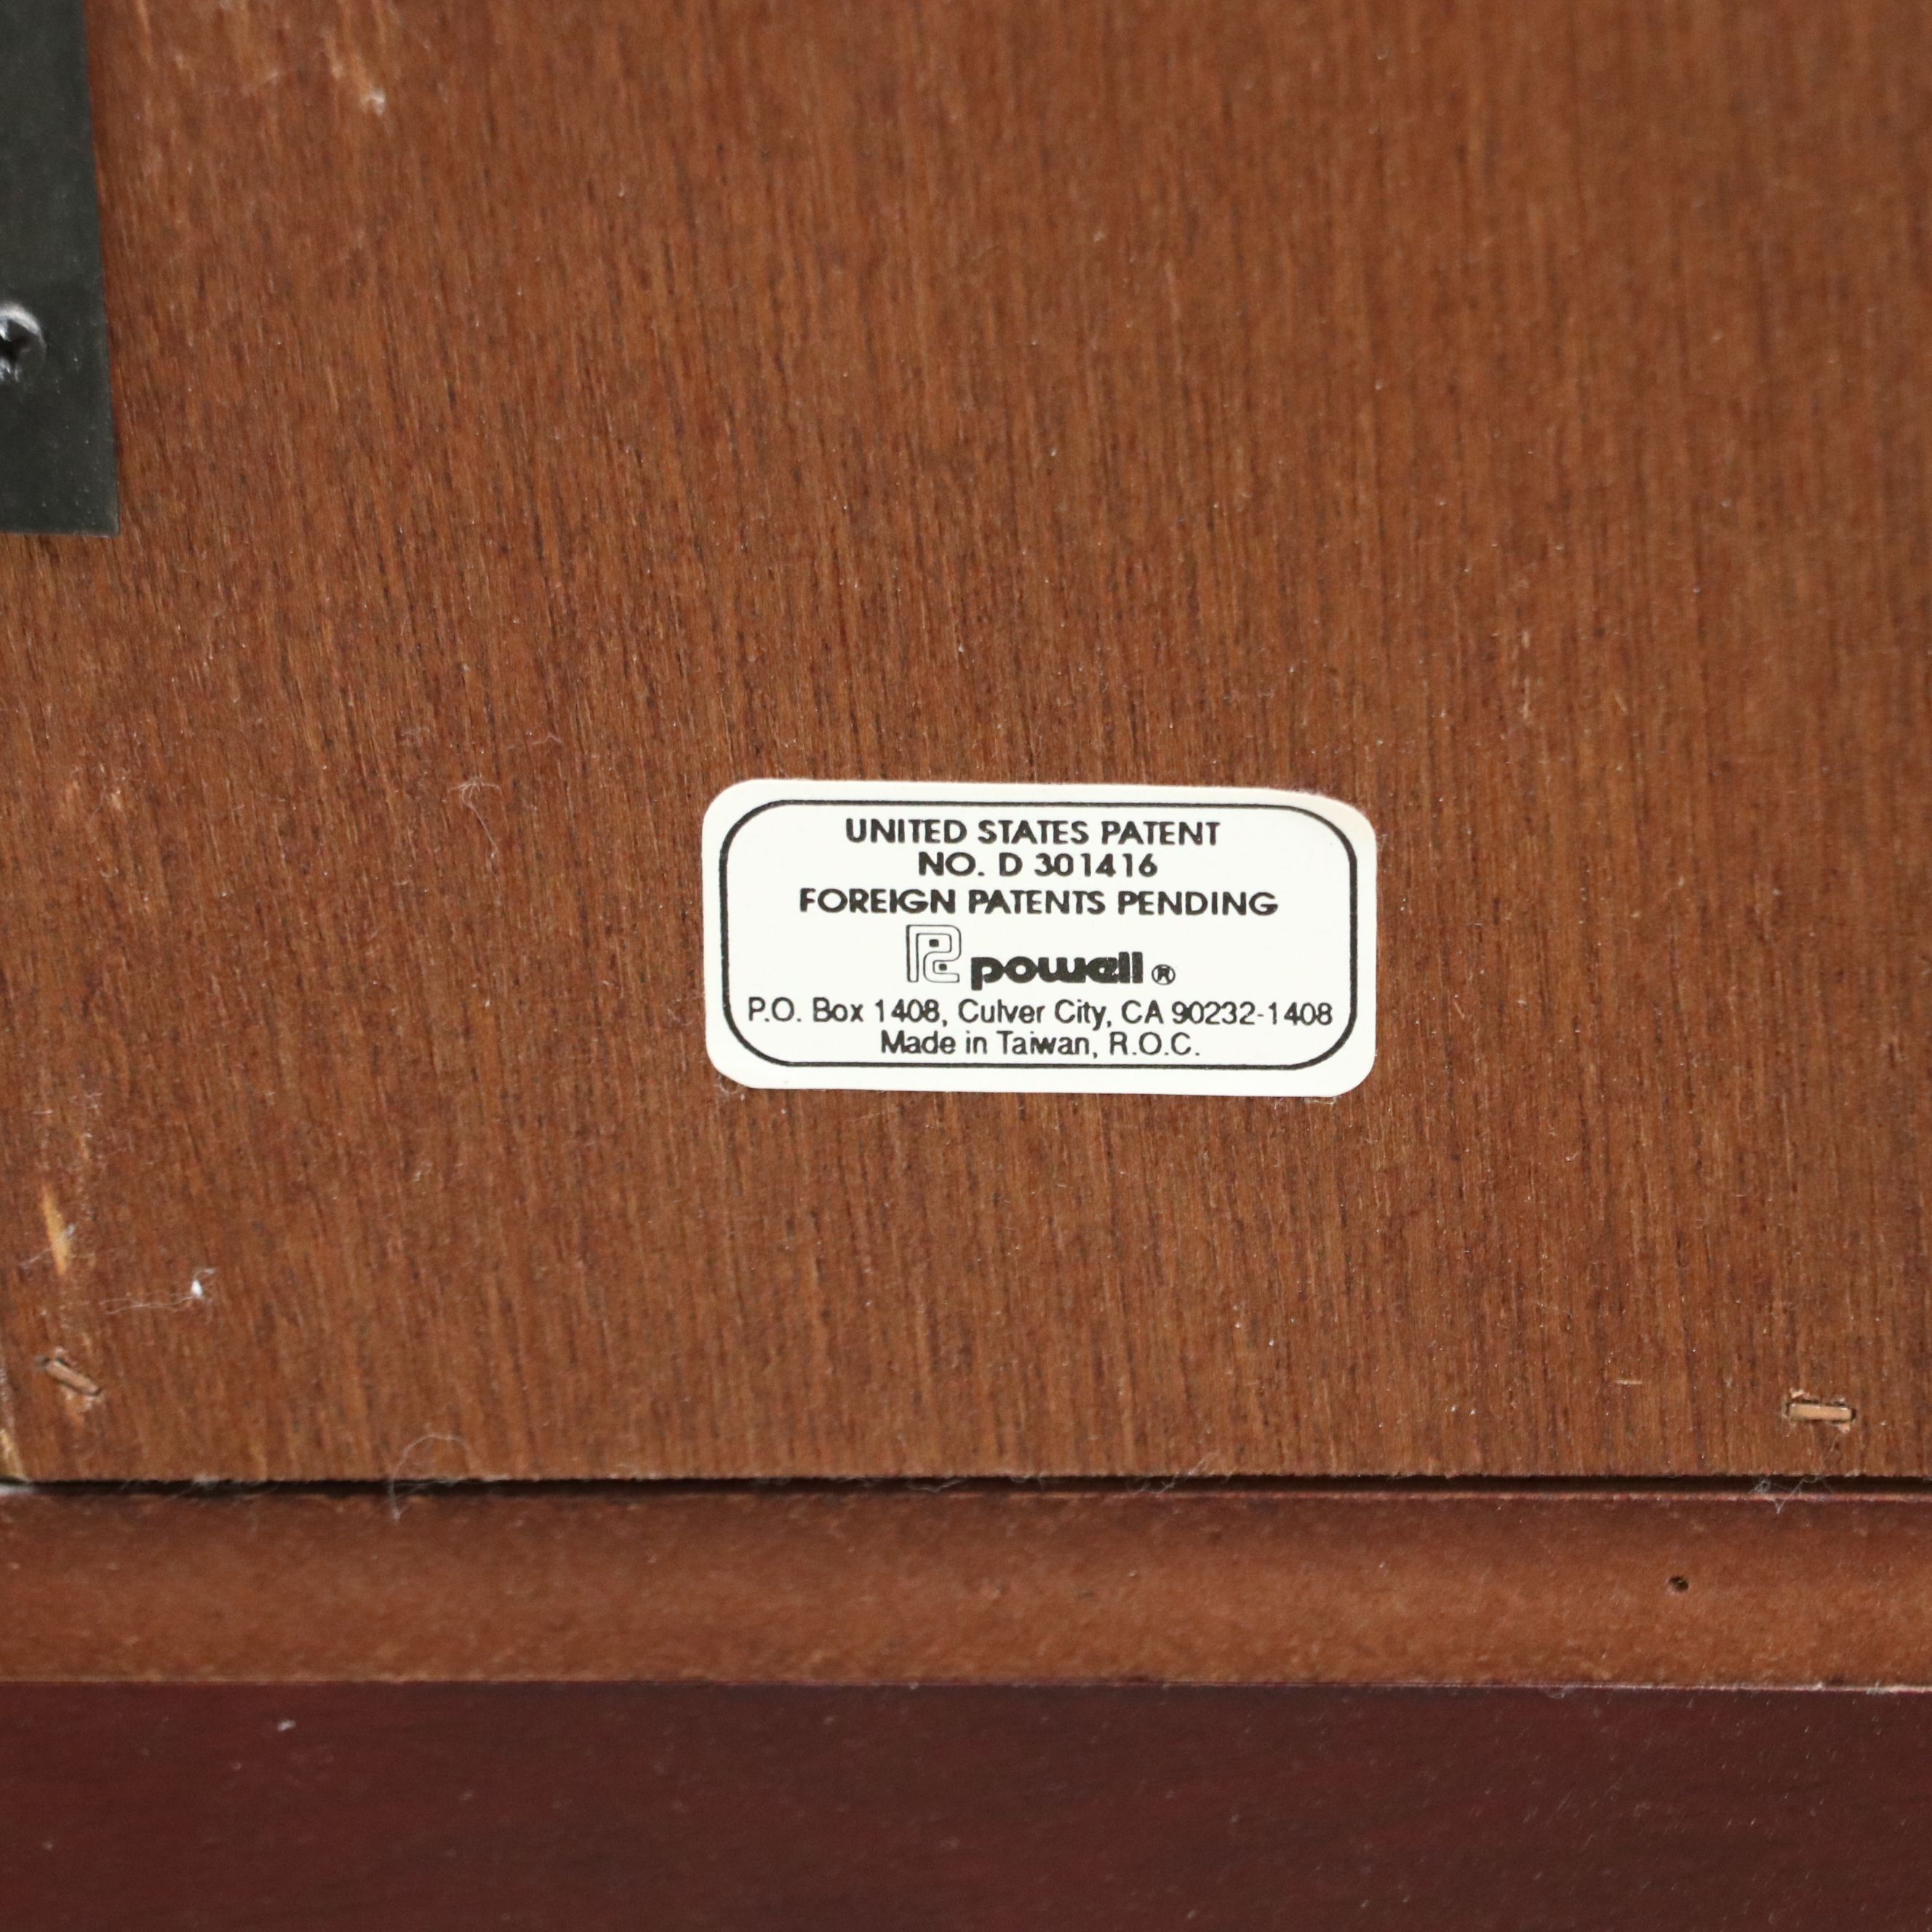 UNITED STATES PATENT
NO. D 301416
FOREIGN PATENTS PENDING
powell ®
P.O. Box 1408, Culver City, CA 90232-1408
Made in Taiwan, R.O.C.